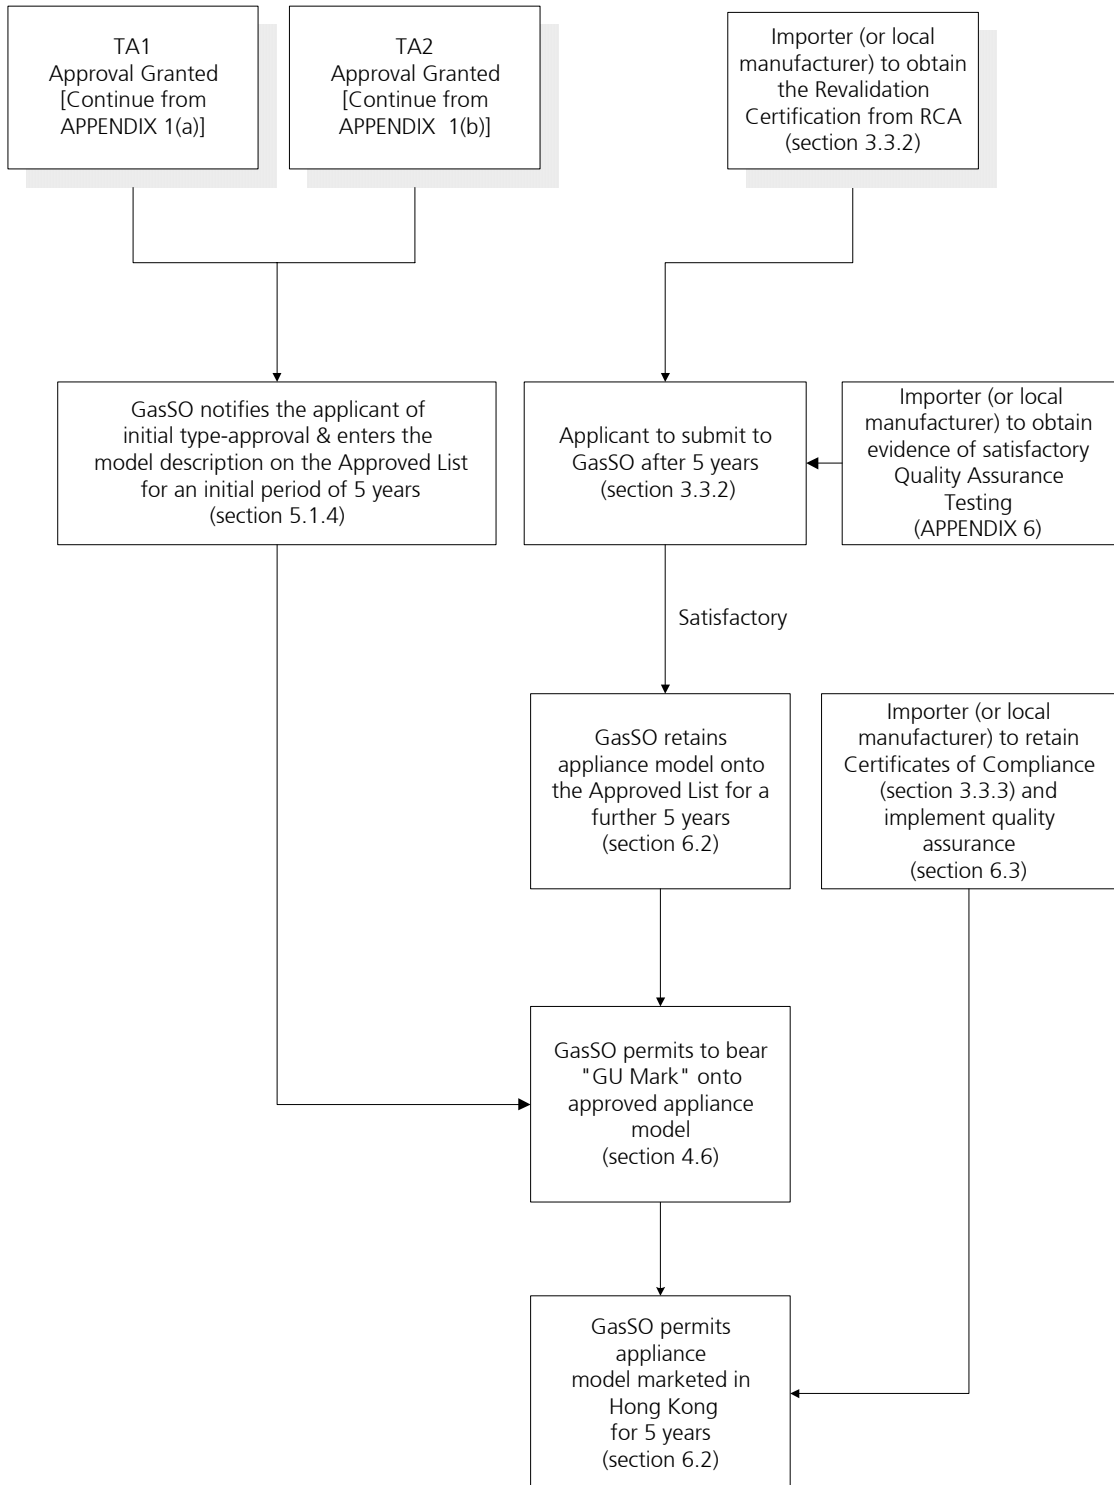 TA1
Approval Granted
[Continue from
APPENDIX 1(a)]
TA2
Approval Granted
[Continue from
APPENDIX 1(b)]
Importer (or local
manufacturer) to obtain
the Revalidation
Certification from RCA
(section 3.3.2)
GasSO notifies the applicant of
initial type-approval & enters the
model description on the Approved List
for an initial period of 5 years
(section 5.1.4)
Applicant to submit to
GasSO after 5 years
(section 3.3.2)
Importer (or local
manufacturer) to obtain
evidence of satisfactory
Quality Assurance
Testing
(APPENDIX 6)
Satisfactory
GasSO retains
appliance model onto
the Approved List for a
further 5 years
(section 6.2)
Importer (or local
manufacturer) to retain
Certificates of Compliance
(section 3.3.3) and
implement quality
assurance
(section 6.3)
GasSO permits to bear
"GU Mark" onto
approved appliance
model
(section 4.6)
GasSO permits
appliance
model marketed in
Hong Kong
for 5 years
(section 6.2)